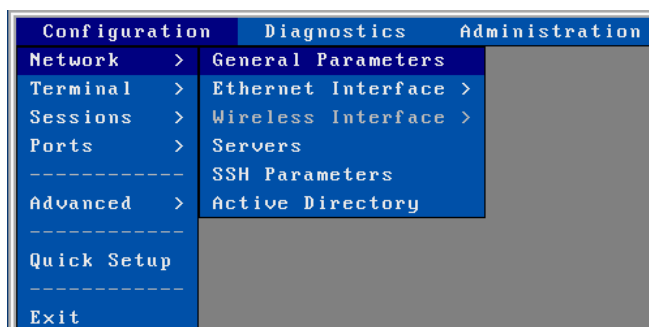 Configuration Diagnostics Administration
Network > General Parameters
Terminal > Ethernet Interface >
Sessions > Wireless Interface >
Ports > Servers
------------ SSH Parameters
Advanced > Active Directory
------------
Quick Setup
------------
Exit